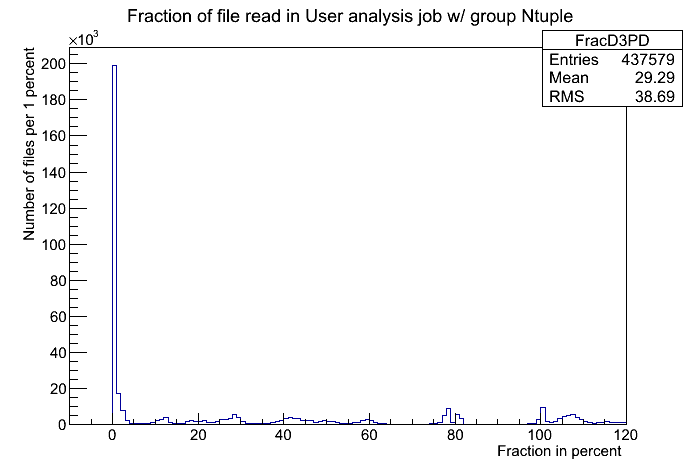 Fraction of file read in User analysis job w/ group Ntuple
×10³
FracD3PD
Entries 437579
Mean 29.29
RMS 38.69
Number of files per 1 percent
200
180
160
140
120
100
80
60
40
20
0
0 20 40 60 80 100 120
Fraction in percent